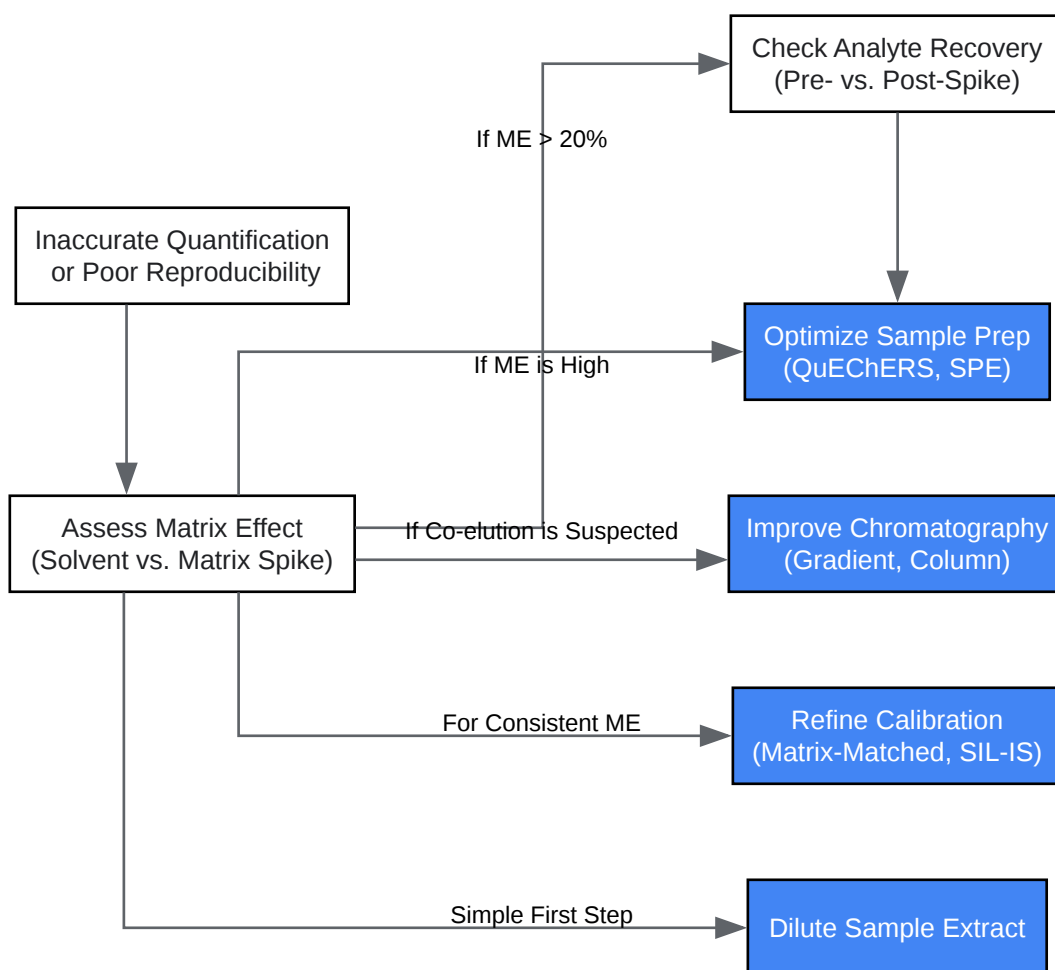 Check Analyte Recovery
(Pre- vs. Post-Spike)
If ME > 20%
Inaccurate Quantification
or Poor Reproducibility
Optimize Sample Prep
(QuEChERS, SPE)
If ME is High
Assess Matrix Effect
(Solvent vs. Matrix Spike)
If Co-elution is Suspected
Improve Chromatography
(Gradient, Column)
For Consistent ME
Refine Calibration
(Matrix-Matched, SIL-IS)
Simple First Step
Dilute Sample Extract